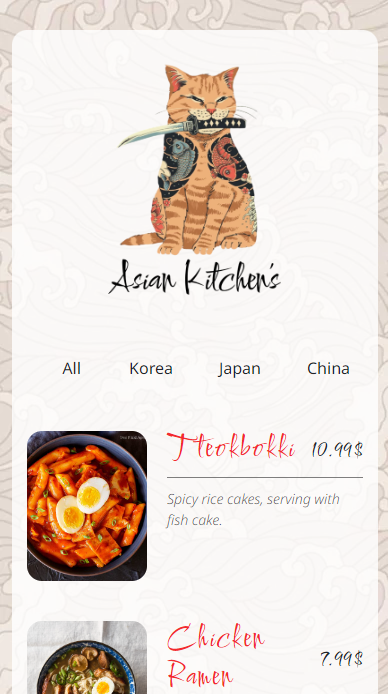 Asian Kitchen's
All Korea Japan China
Tteokbokki 10.99$
Spicy rice cakes, serving with
fish cake.
Chicken
Ramen 7.99$